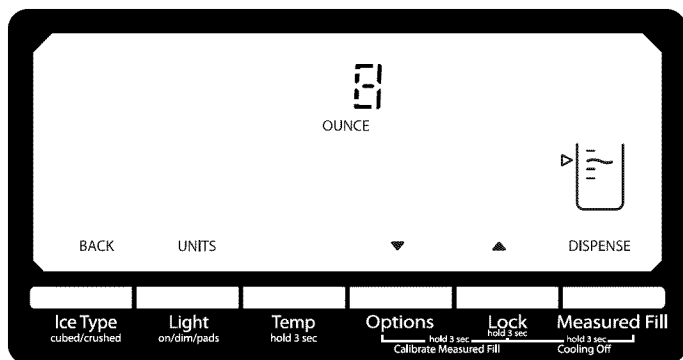 8
OUNCE
BACK UNITS ▼ ▲ DISPENSE
Ice Type Light Temp Options Lock Measured Fill
cubed/crushed on/dim/pads hold 3 sec hold 3 sec hold 3 sec hold 3 sec
Calibrate Measured Fill Cooling Off